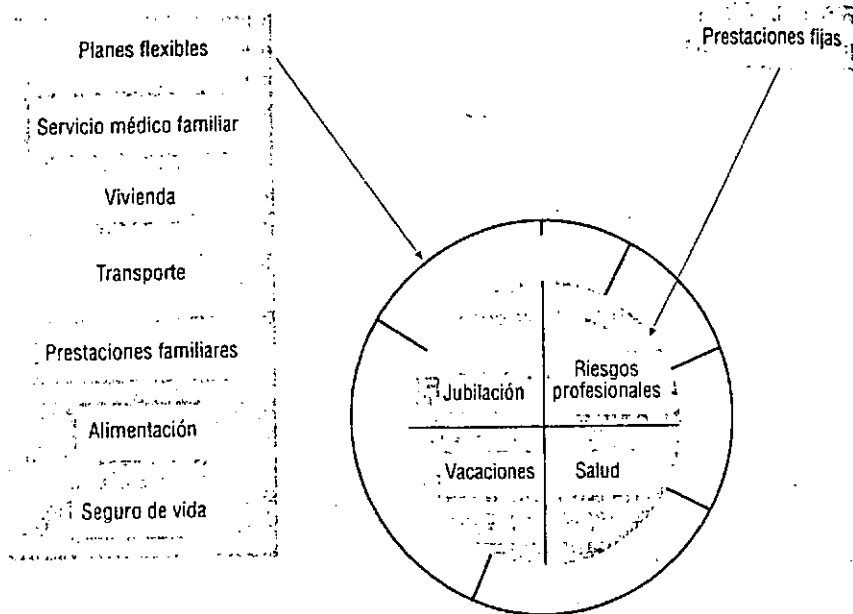 Planes flexibles
Servicio médico familiar
Vivienda
Transporte
Prestaciones familiares
Alimentación
Seguro de vida
Prestaciones fijas
Jubilación
Riesgos
profesionales
Vacaciones
Salud